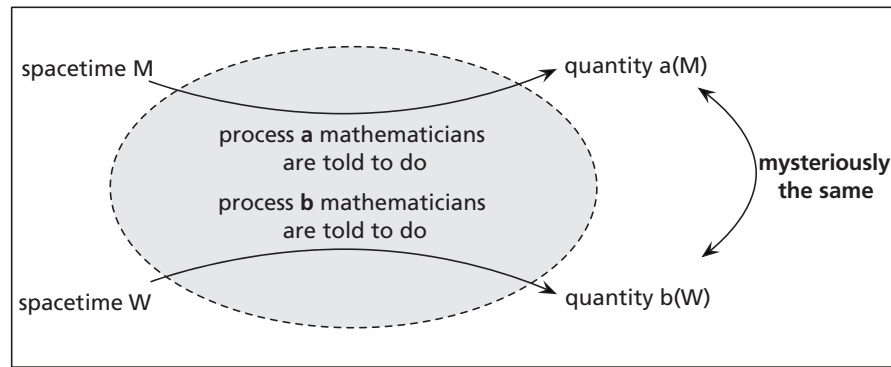 spacetime M
quantity a(M)
process a mathematicians
are told to do
mysteriously
the same
process b mathematicians
are told to do
spacetime W
quantity b(W)